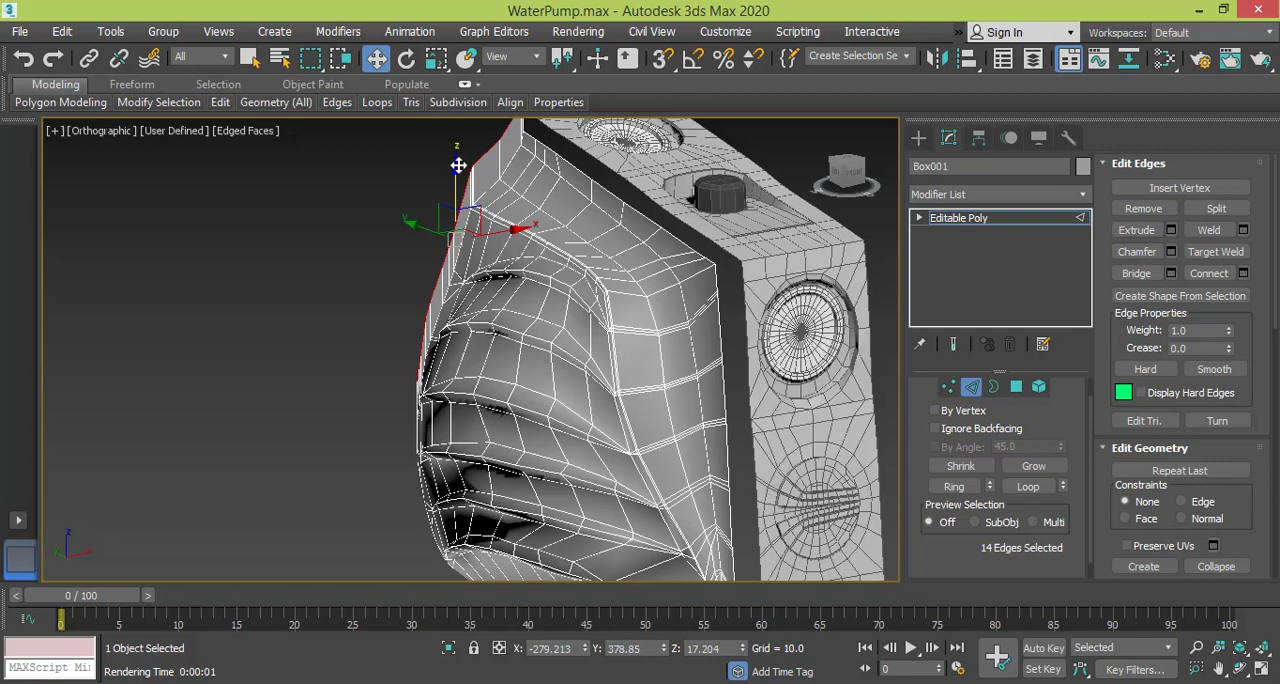 WaterPump.max - Autodesk 3ds Max 2020
File Edit Tools Group Views Create Modifiers Animation Graph Editors Rendering Civil View Customize Scripting Interactive Sign In Workspaces: Default
All View Create Selection Se
Modeling Freeform Selection Object Paint Populate
Polygon Modeling Modify Selection Edit Geometry (All) Edges Loops Tris Subdivision Align Properties
[+] [Orthographic] [User Defined] [Edged Faces]
z
y
x
Box001
Modifier List
Editable Poly
By Vertex
Ignore Backfacing
By Angle: 45.0
Shrink Grow
Ring Loop
Preview Selection
Off SubObj Multi
14 Edges Selected
Edit Edges
Insert Vertex
Remove Split
Extrude Weld
Chamfer Target Weld
Bridge Connect
Create Shape From Selection
Edge Properties
Weight: 1.0
Crease: 0.0
Hard Smooth
Display Hard Edges
Edit Tri. Turn
Edit Geometry
Repeat Last
Constraints
None Edge
Face Normal
Preserve UVs
Create Collapse
z
x
0 / 100
0 5 10 15 20 25 30 35 40 45 50 55 60 65 70 75 80 85 90 95 100
1 Object Selected
X: -279.213 Y: 378.85 Z: 17.204 Grid = 10.0
Auto Key Selected
MAXScript Mi
Rendering Time 0:00:01
Add Time Tag
0
Set Key Key Filters...